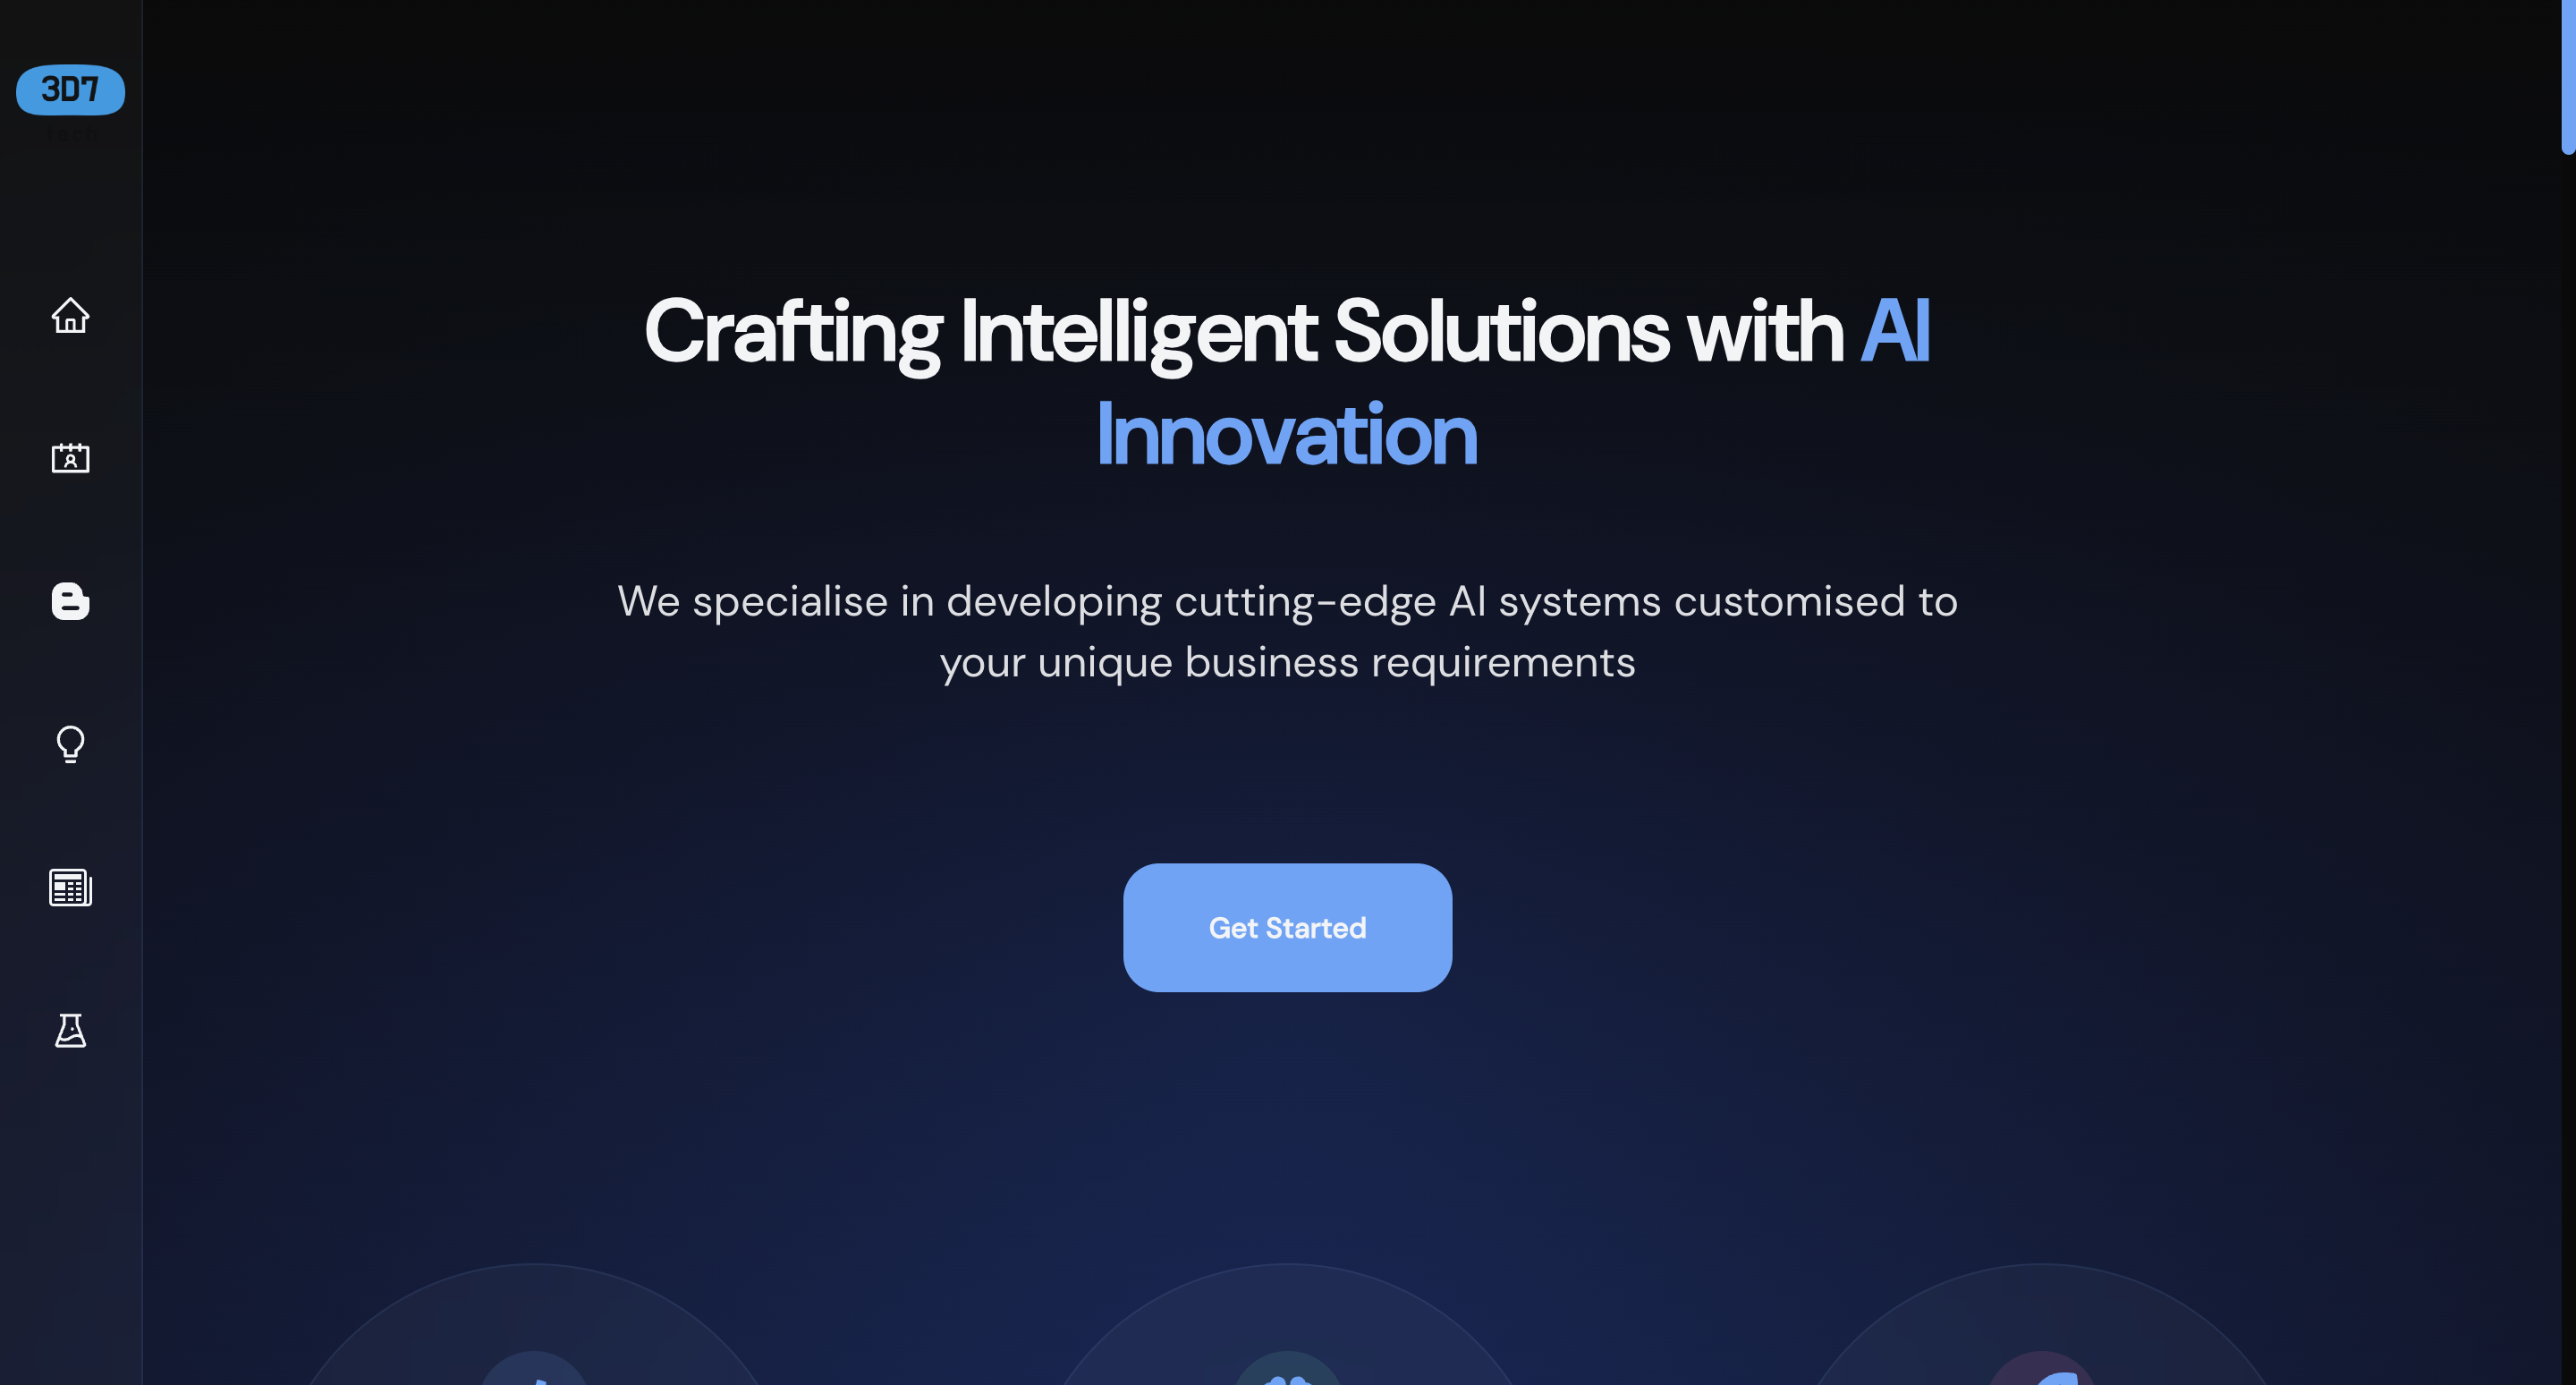 3D7
tech
Crafting Intelligent Solutions with AI
Innovation
We specialise in developing cutting-edge AI systems customised to
your unique business requirements
Get Started